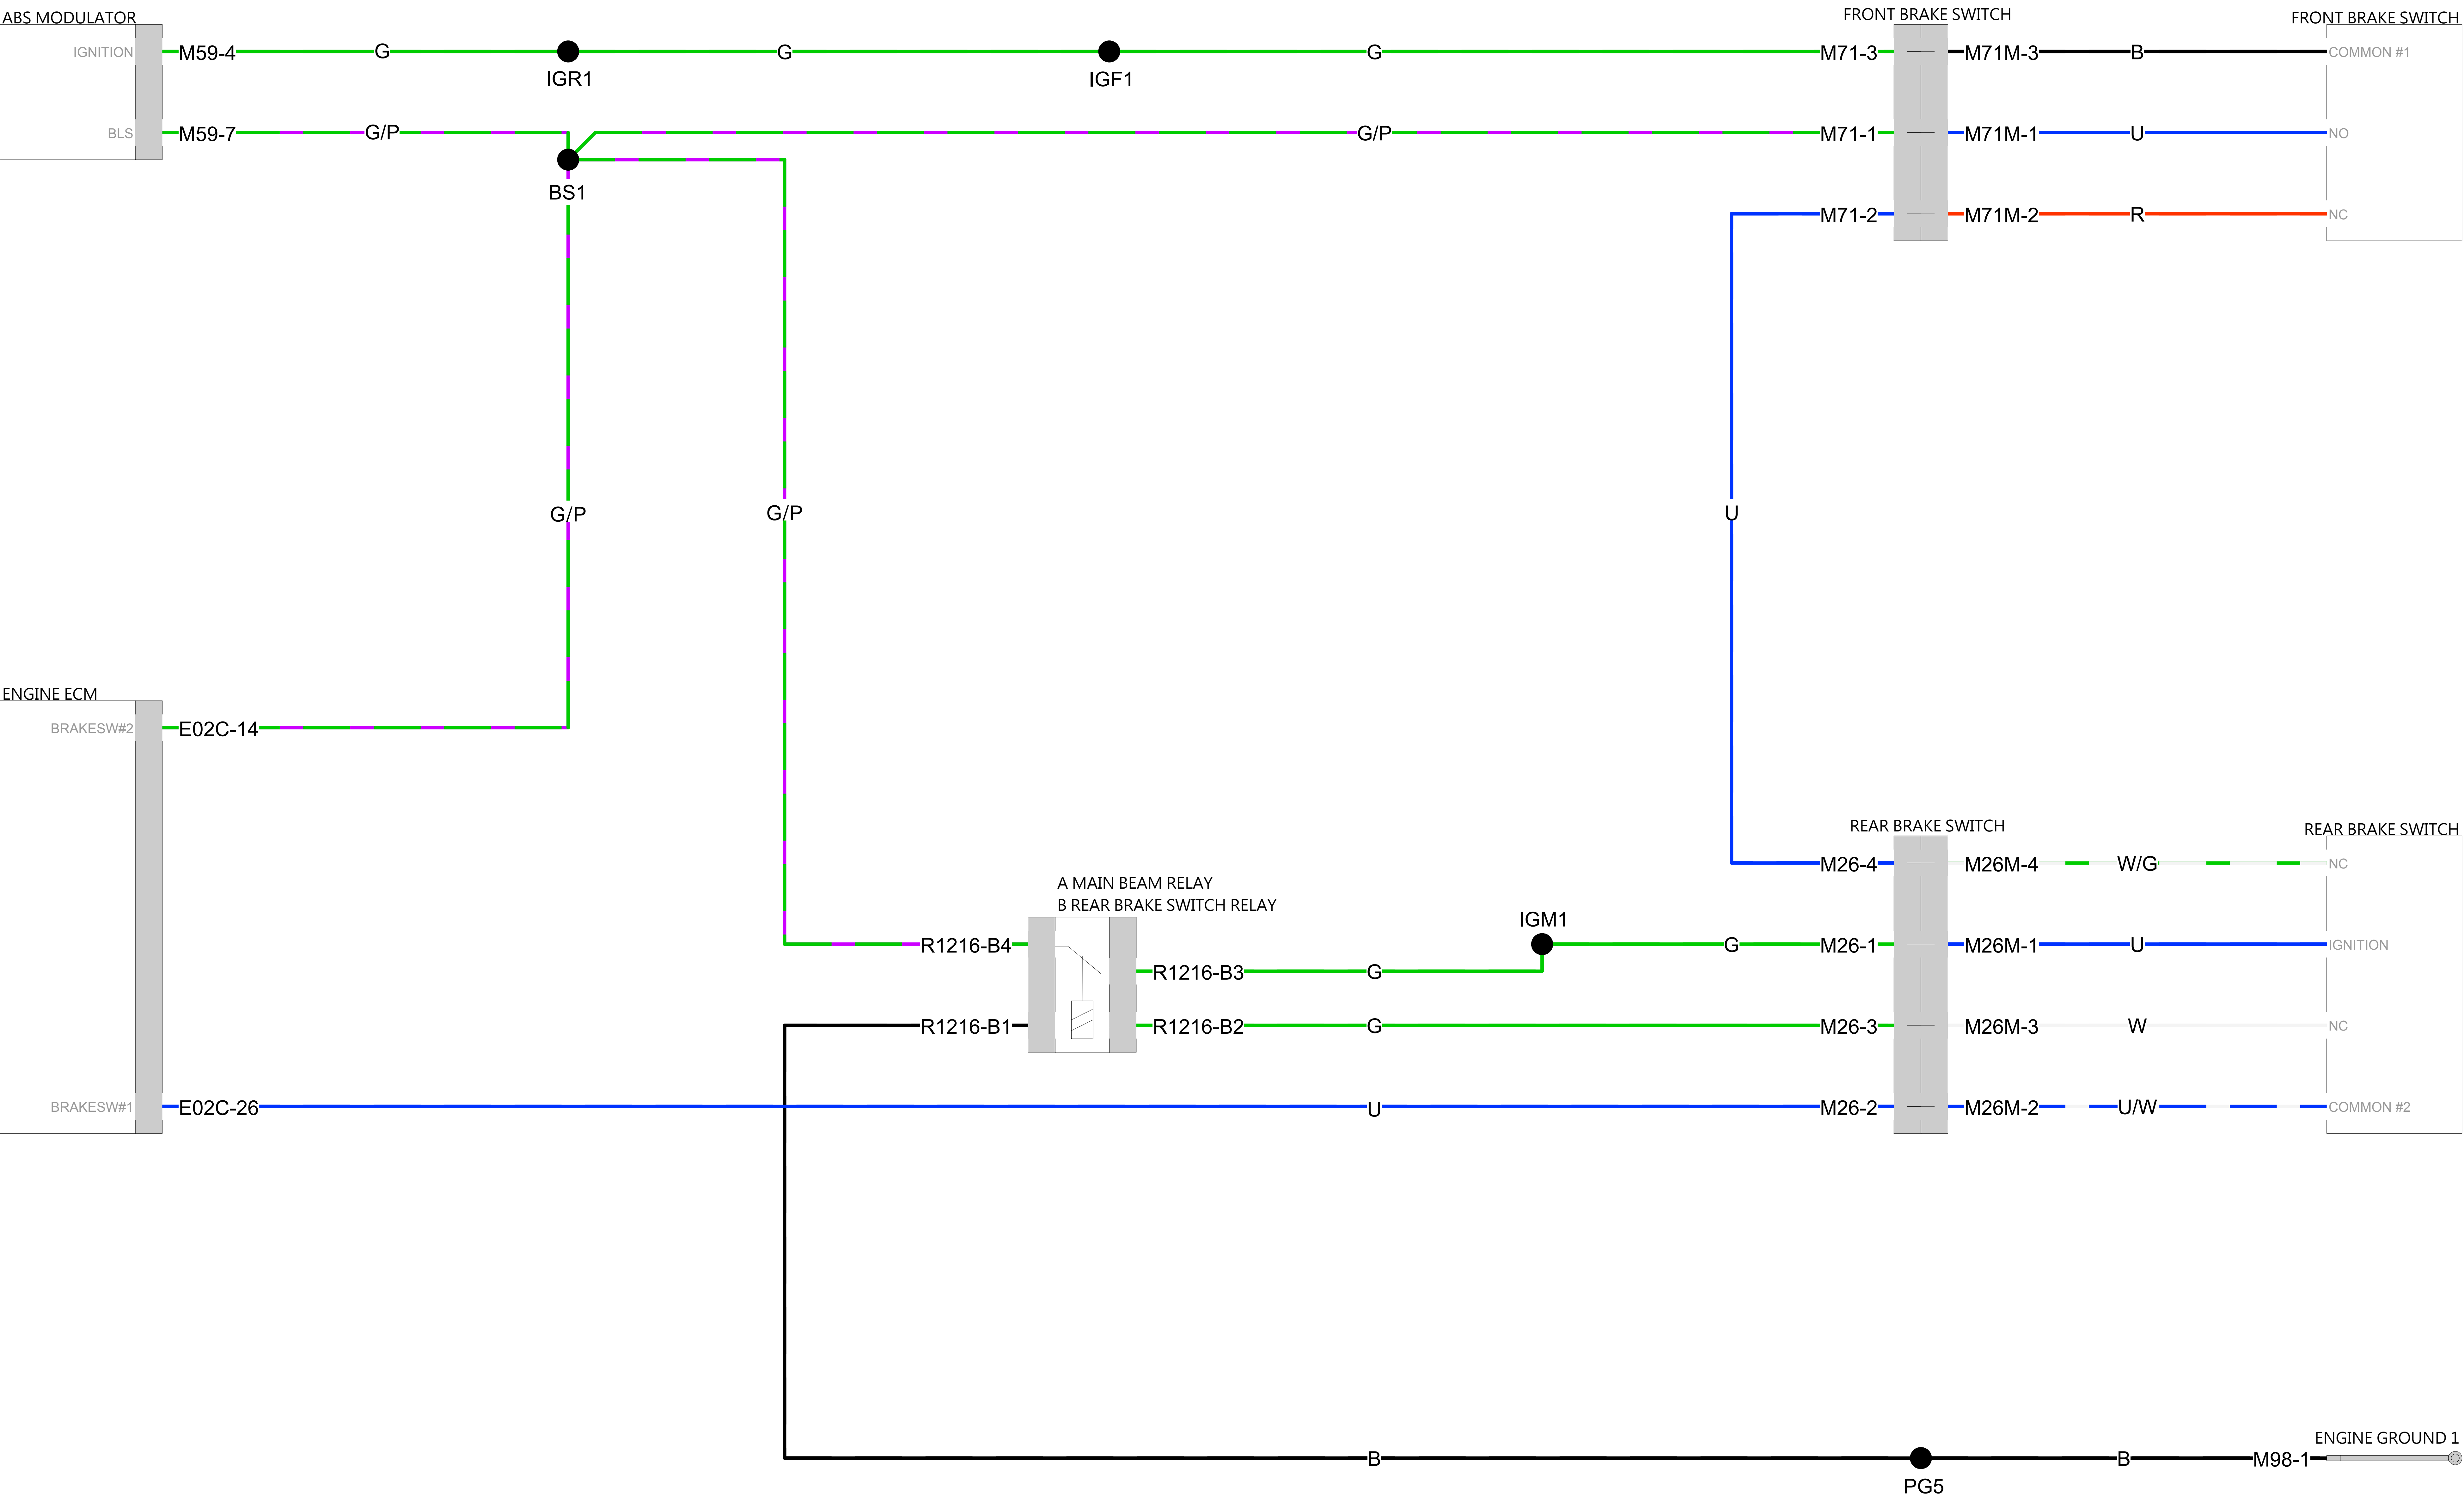 ABS MODULATOR
FRONT BRAKE SWITCH
FRONT BRAKE SWITCH
IGNITION M59-4 G G G M71-3 M71M-3 B COMMON #1
IGR1 IGF1
BLS M59-7 G/P G/P M71-1 M71M-1 U NO
BS1
M71-2 M71M-2 R NC
G/P G/P U
ENGINE ECM
BRAKESW#2 E02C-14
REAR BRAKE SWITCH
REAR BRAKE SWITCH
M26-4 M26M-4 W/G NC
A MAIN BEAM RELAY
B REAR BRAKE SWITCH RELAY
IGM1
R1216-B4 G M26-1 M26M-1 U IGNITION
R1216-B3 G
R1216-B1 R1216-B2 G M26-3 M26M-3 W NC
BRAKESW#1 E02C-26 U M26-2 M26M-2 U/W COMMON #2
ENGINE GROUND 1
B B M98-1
PG5